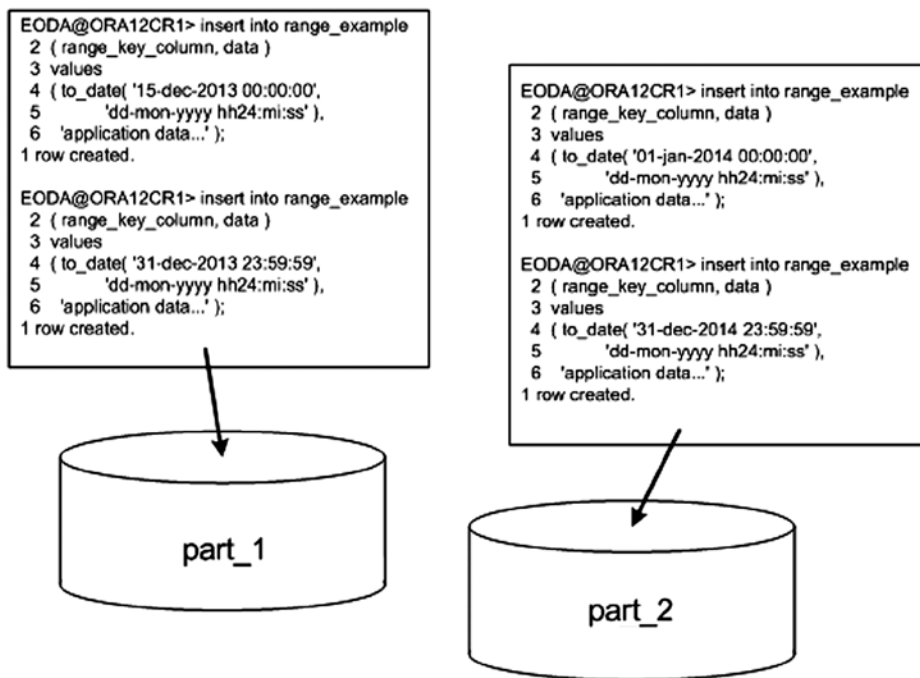 EODA@ORA12CR1> insert into range_example
2 ( range_key_column, data )
3 values
4 ( to_date( '15-dec-2013 00:00:00',
5 'dd-mon-yyyy hh24:mi:ss' ),
6 'application data...' );
1 row created.
EODA@ORA12CR1> insert into range_example
2 ( range_key_column, data )
3 values
4 ( to_date( '31-dec-2013 23:59:59',
5 'dd-mon-yyyy hh24:mi:ss' ),
6 'application data...' );
1 row created.
part_1
EODA@ORA12CR1> insert into range_example
2 ( range_key_column, data )
3 values
4 ( to_date( '01-jan-2014 00:00:00',
5 'dd-mon-yyyy hh24:mi:ss' ),
6 'application data...' );
1 row created.
EODA@ORA12CR1> insert into range_example
2 ( range_key_column, data )
3 values
4 ( to_date( '31-dec-2014 23:59:59',
5 'dd-mon-yyyy hh24:mi:ss' ),
6 'application data...' );
1 row created.
part_2